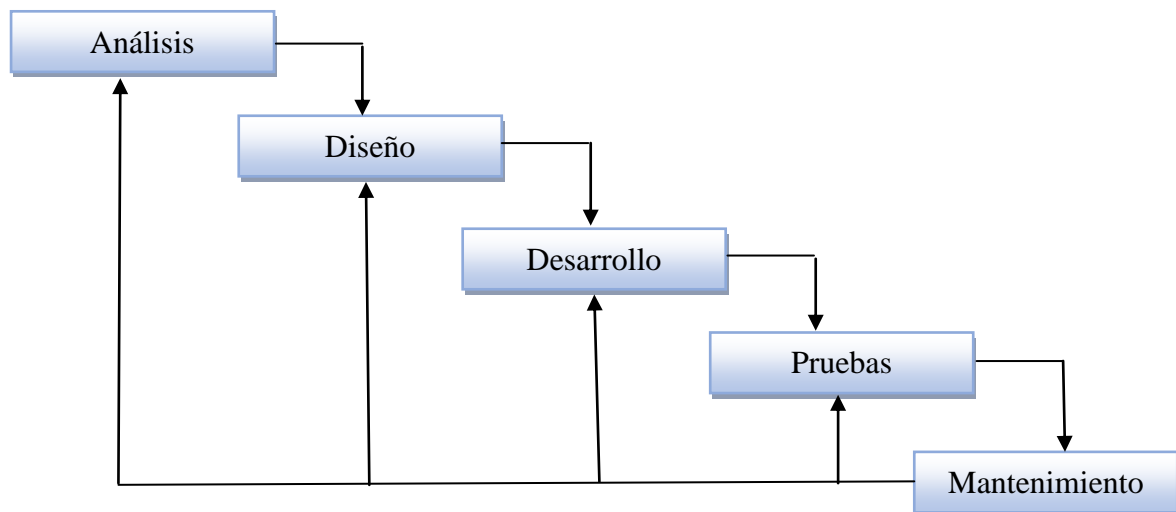 Análisis
Diseño
Desarrollo
Pruebas
Mantenimiento